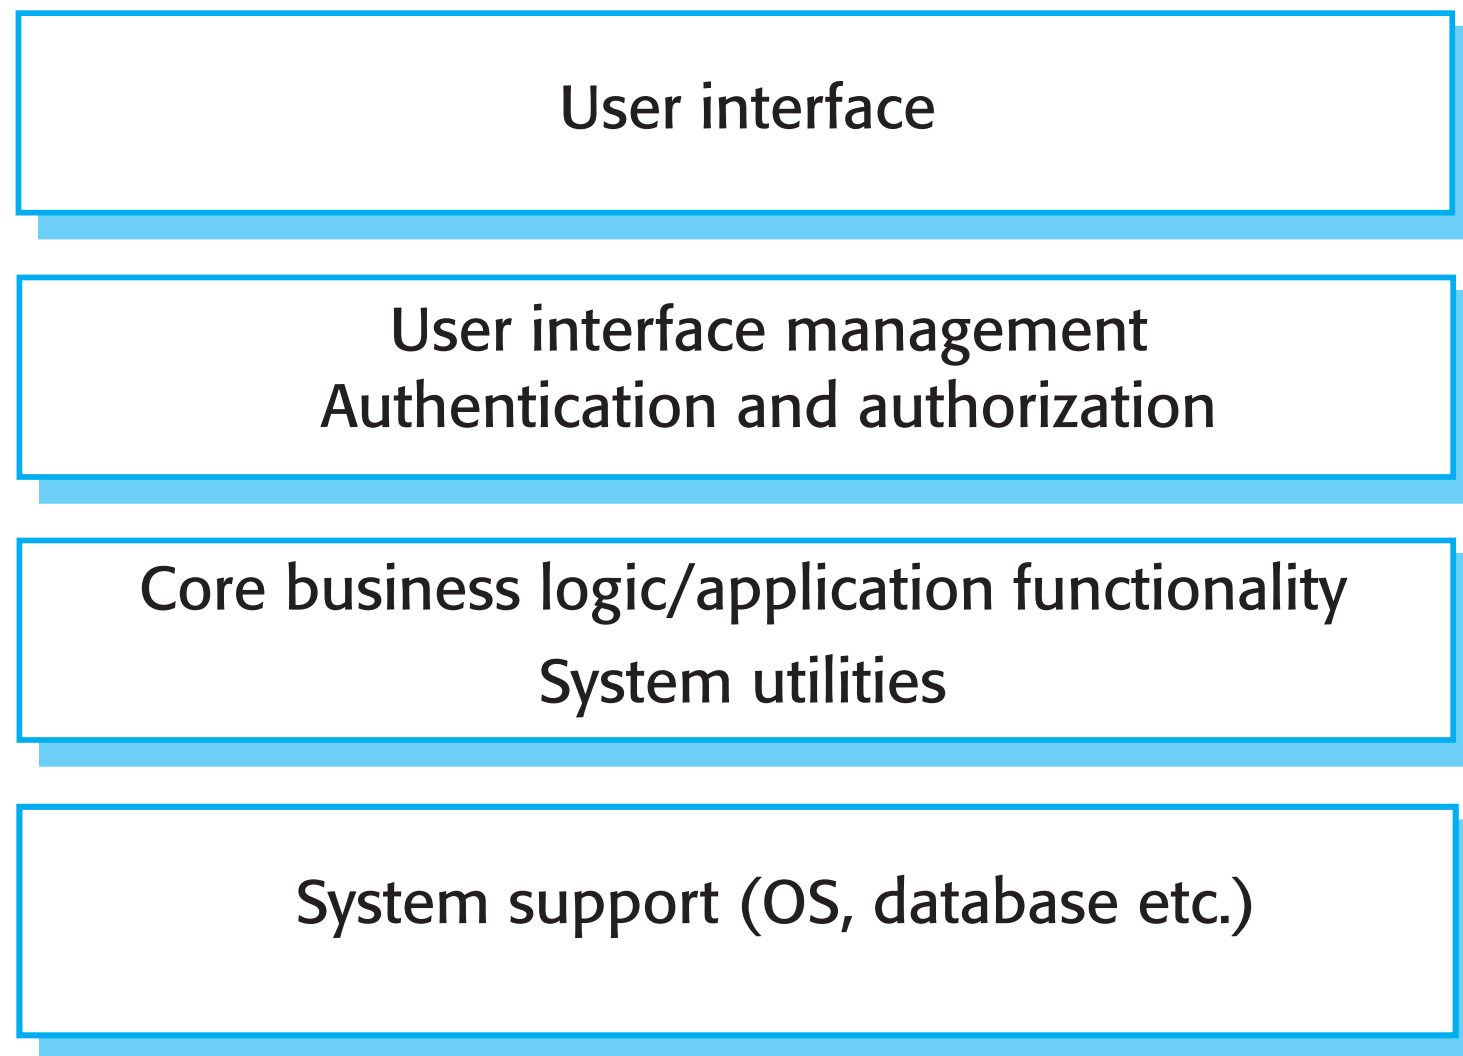 User interface
User interface management
Authentication and authorization
Core business logic/application functionality
System utilities
System support (OS, database etc.)